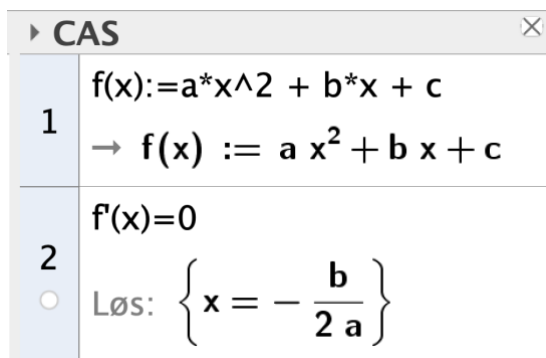 CAS
1
f(x):=a*x^2 + b*x + c
→ f(x) := a x² + b x + c
2
f'(x)=0
Løs: {x = − b / 2 a}